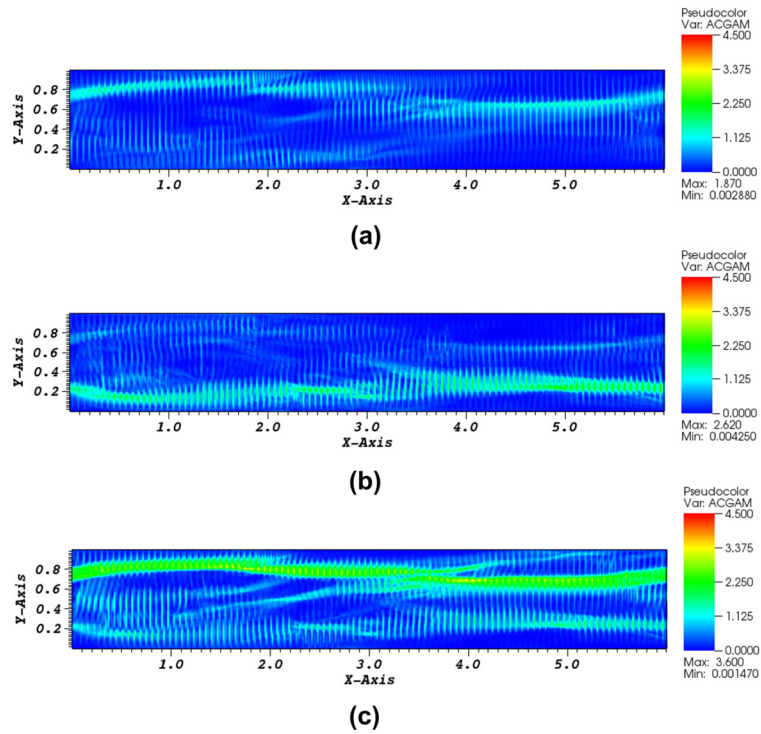 Pseudocolor
Var: ACGAM
4.500
3.375
2.250
1.125
0.0000
Max: 1.870
Min: 0.002880
Y-Axis
0.8
0.6
0.4
0.2
1.0 2.0 3.0 4.0 5.0
X-Axis
(a)
Pseudocolor
Var: ACGAM
4.500
3.375
2.250
1.125
0.0000
Max: 2.620
Min: 0.004250
Y-Axis
0.8
0.6
0.4
0.2
1.0 2.0 3.0 4.0 5.0
X-Axis
(b)
Pseudocolor
Var: ACGAM
4.500
3.375
2.250
1.125
0.0000
Max: 3.600
Min: 0.001470
Y-Axis
0.8
0.6
0.4
0.2
1.0 2.0 3.0 4.0 5.0
X-Axis
(c)